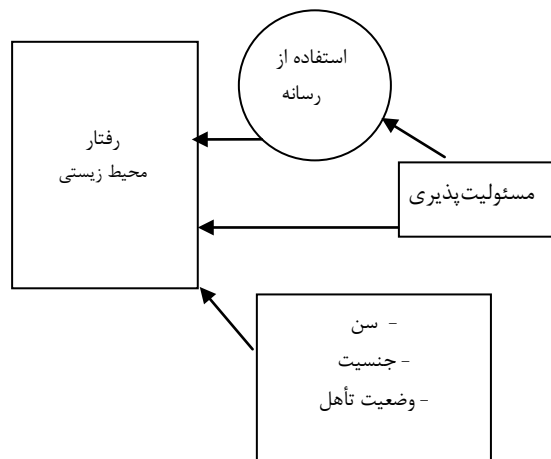 استفاده از
رسانه
رفتار
محیط زیستی
مسئولیت‌پذیری
- سن
- جنسیت
- وضعیت تأهل